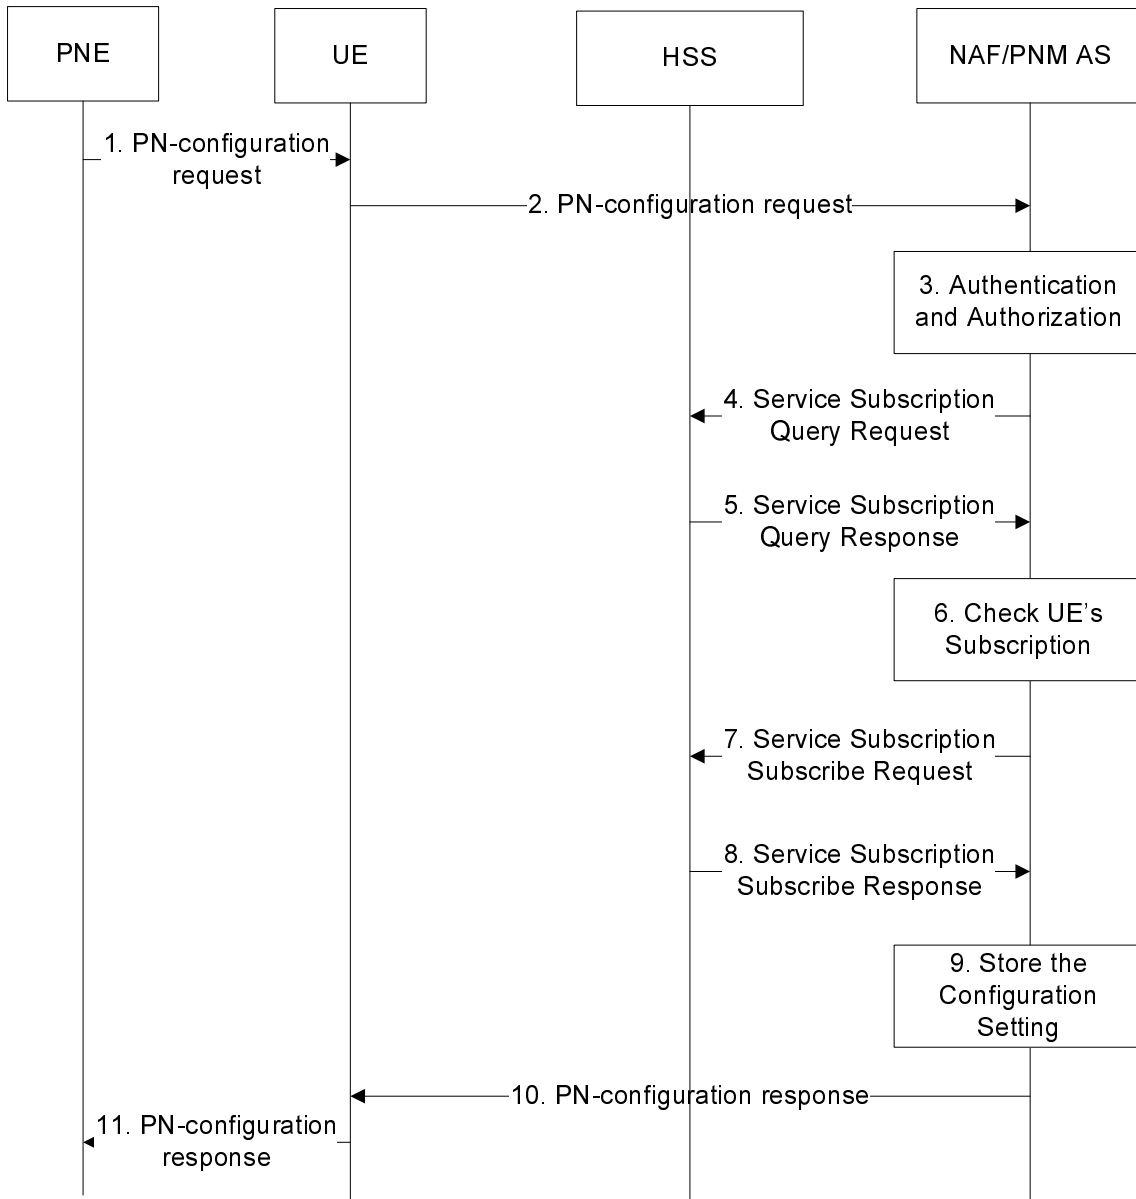 PNE
UE
HSS
NAF/PNM AS
1. PN-configuration
request
2. PN-configuration request
3. Authentication
and Authorization
4. Service Subscription
Query Request
5. Service Subscription
Query Response
6. Check UE’s
Subscription
7. Service Subscription
Subscribe Request
8. Service Subscription
Subscribe Response
9. Store the
Configuration
Setting
10. PN-configuration response
11. PN-configuration
response